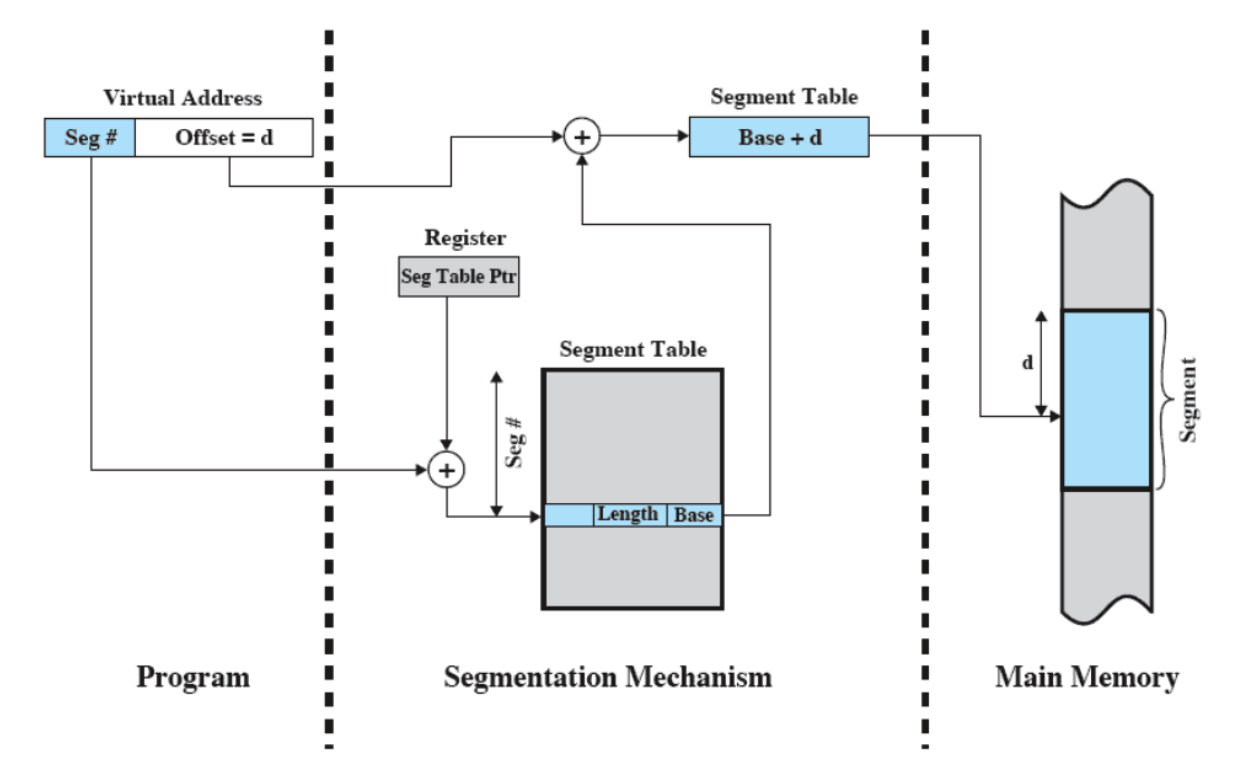 Virtual Address
Seg #
Offset = d
Segment Table
Base + d
Register
Seg Table Ptr
Segment Table
Seg #
Length
Base
d
Segment
+
+
Program
Segmentation Mechanism
Main Memory